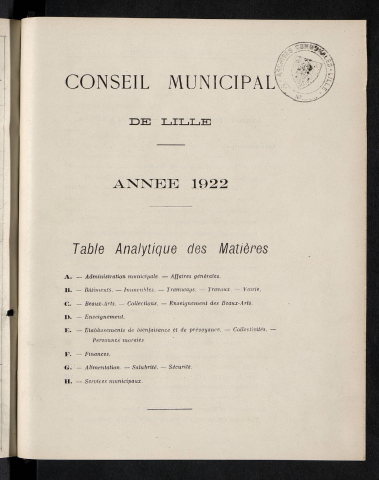 CONSEIL MUNICIPAL
DE LILLE
ANNEE 1922
Table Analytique des Matières
A. — Administration municipale. — Affaires générales.
B. — Bâtiments. — Immeubles. — Tramways. — Travaux. — Voirie.
C. — Beaux-Arts. — Collections. — Enseignement des Beaux-Arts.
D. — Enseignement.
E. — Etablissements de bienfaisance et de prévoyance. — Collectivités. —
Personnes morales
F. — Finances.
G. — Alimentation. — Salubrité. — Sécurité.
H. — Services municipaux.